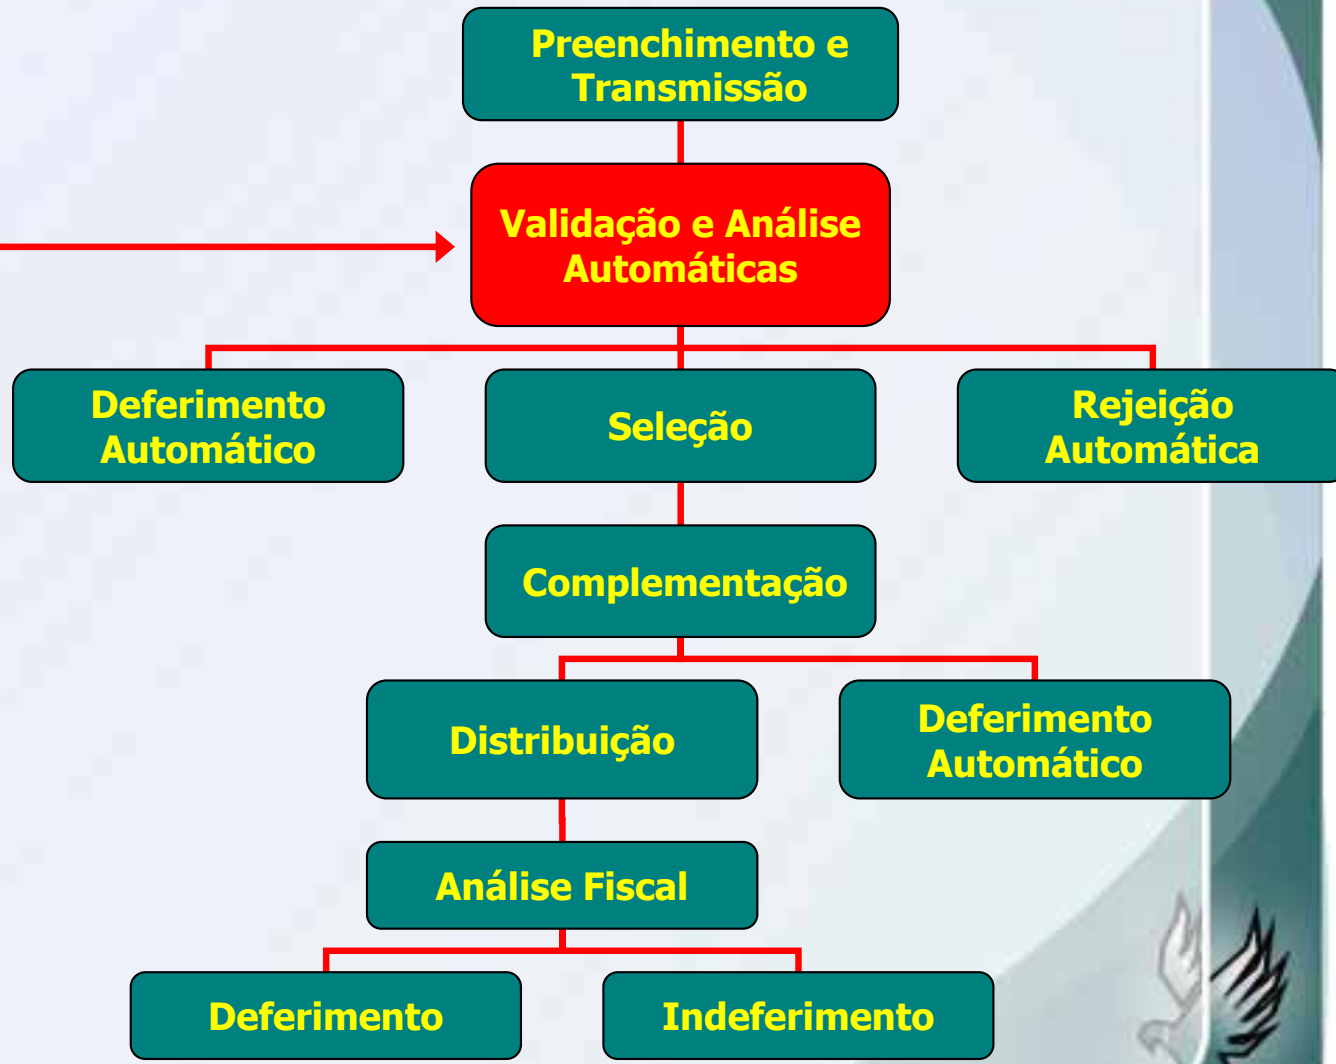 Preenchimento e
Transmissão
Validação e Análise
Automáticas
Deferimento
Automático
Seleção
Rejeição
Automática
Complementação
Distribuição
Deferimento
Automático
Análise Fiscal
Deferimento
Indeferimento